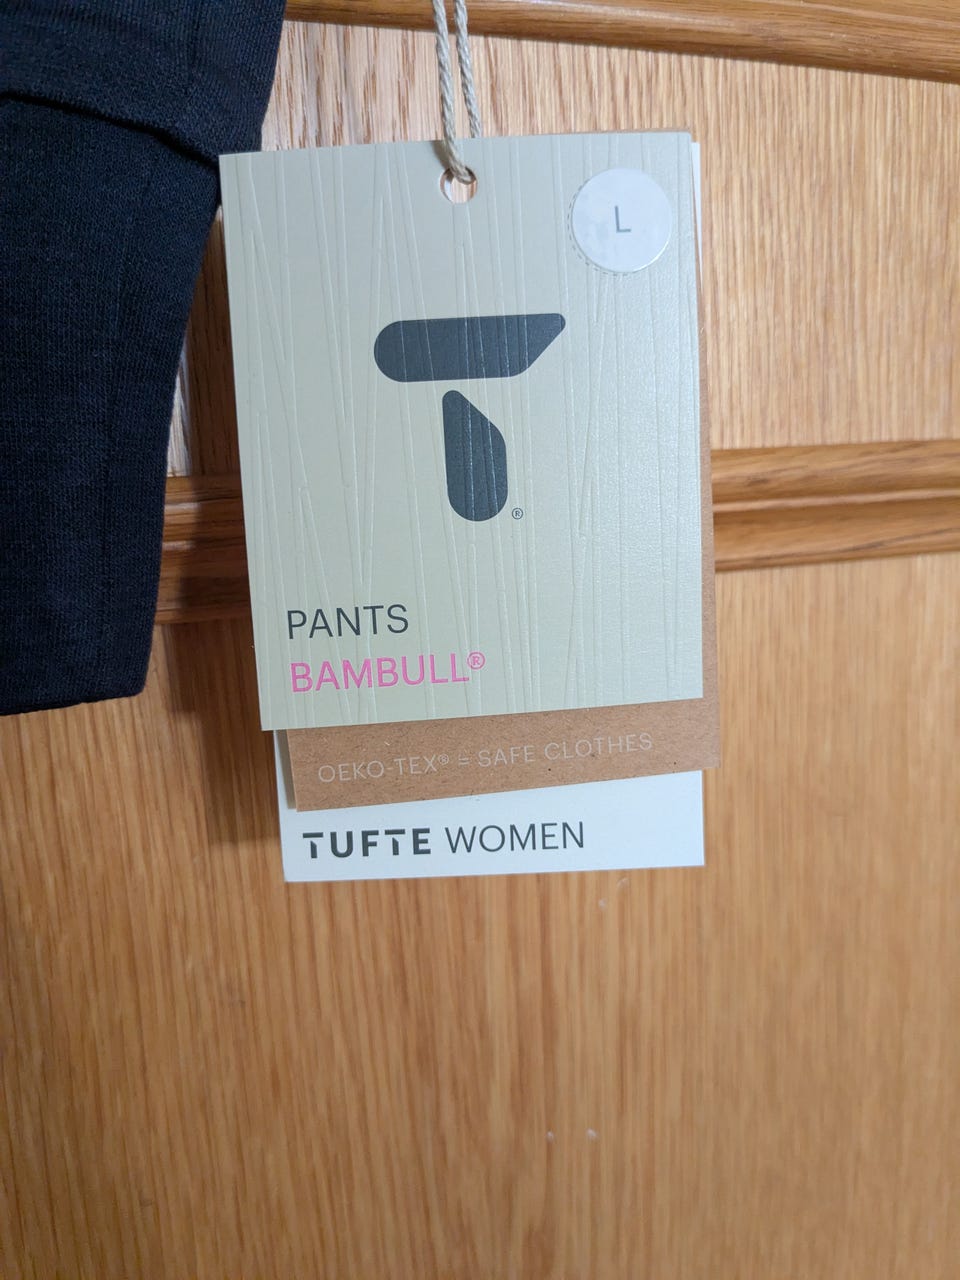 L
®
PANTS
BAMBULL®
OEKO-TEX® – SAFE CLOTHES
TUFTE WOMEN